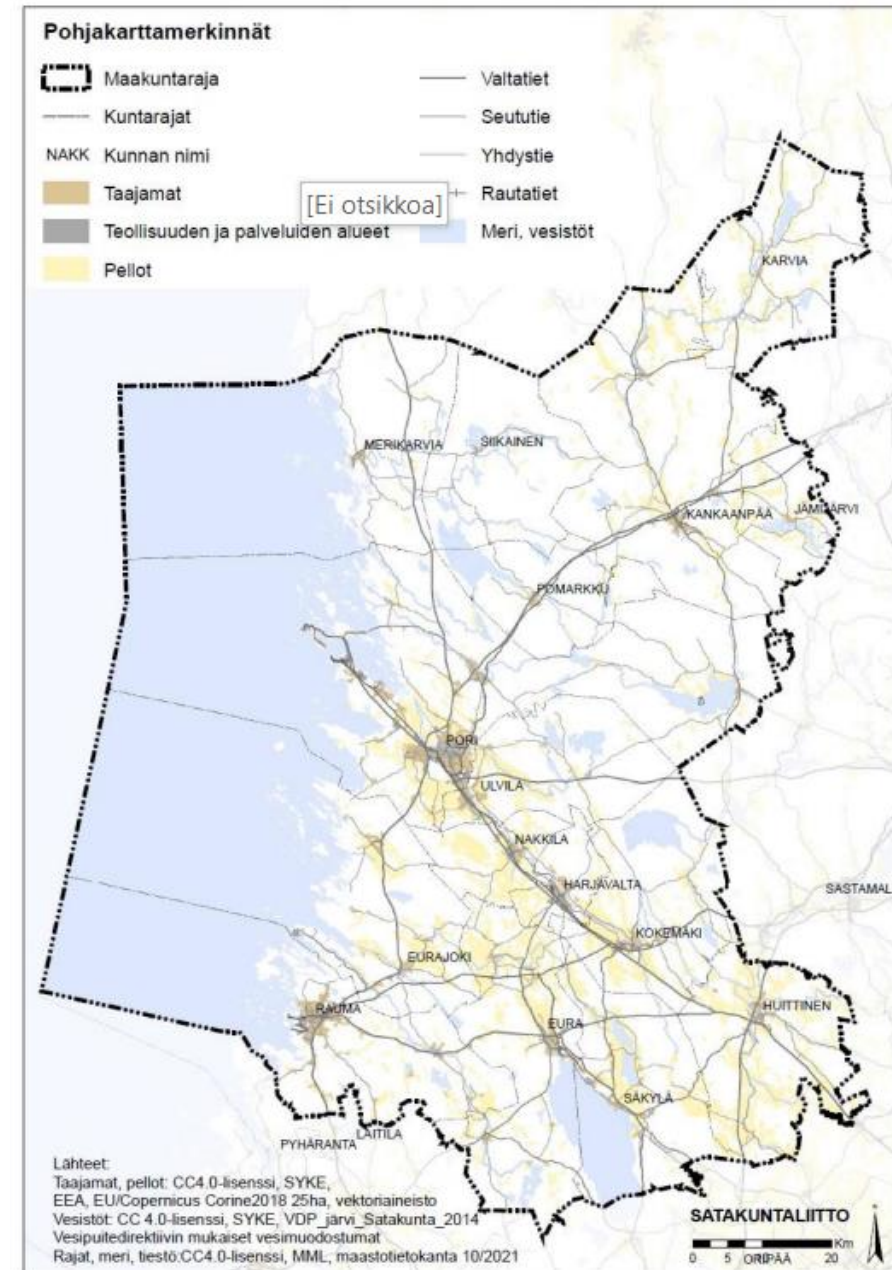 Pohjakarttamerkinnät
Maakuntaraja
Kuntarajat
NAKK Kunnan nimi
Taajamat
Teollisuuden ja palveluiden alueet
Pellot
Valtatiet
Seututie
Yhdystie
Rautatiet
Meri, vesistöt
[Ei otsikkoa]
KARVIA
MERIKARVIA
SIIKAINEN
KANKAANPÄÄ
JÄMIJÄRVI
POMARKKU
PORI
ULVILA
NAKKILA
HARJAVALTA
SASTAMAL
KOKEMÄKI
EURAJOKI
RAUMA
HUITTINEN
EURA
SÄKYLÄ
LAITILA
PYHÄRANTA
Lähteet:
Taajamat, pellot: CC4.0-lisenssi, SYKE,
EEA, EU/Copernicus Corine2018 25ha, vektoriaineisto
Vesistöt: CC 4.0-lisenssi, SYKE, VDP_järvi_Satakunta_2014
Vesipuitedirektiivin mukaiset vesimuodostumat
Rajat, meri, tiestö:CC4.0-lisenssi, MML, maastotietokanta 10/2021
SATAKUNTALIITTO
Km
0 5 10 20
ORIPÄÄ